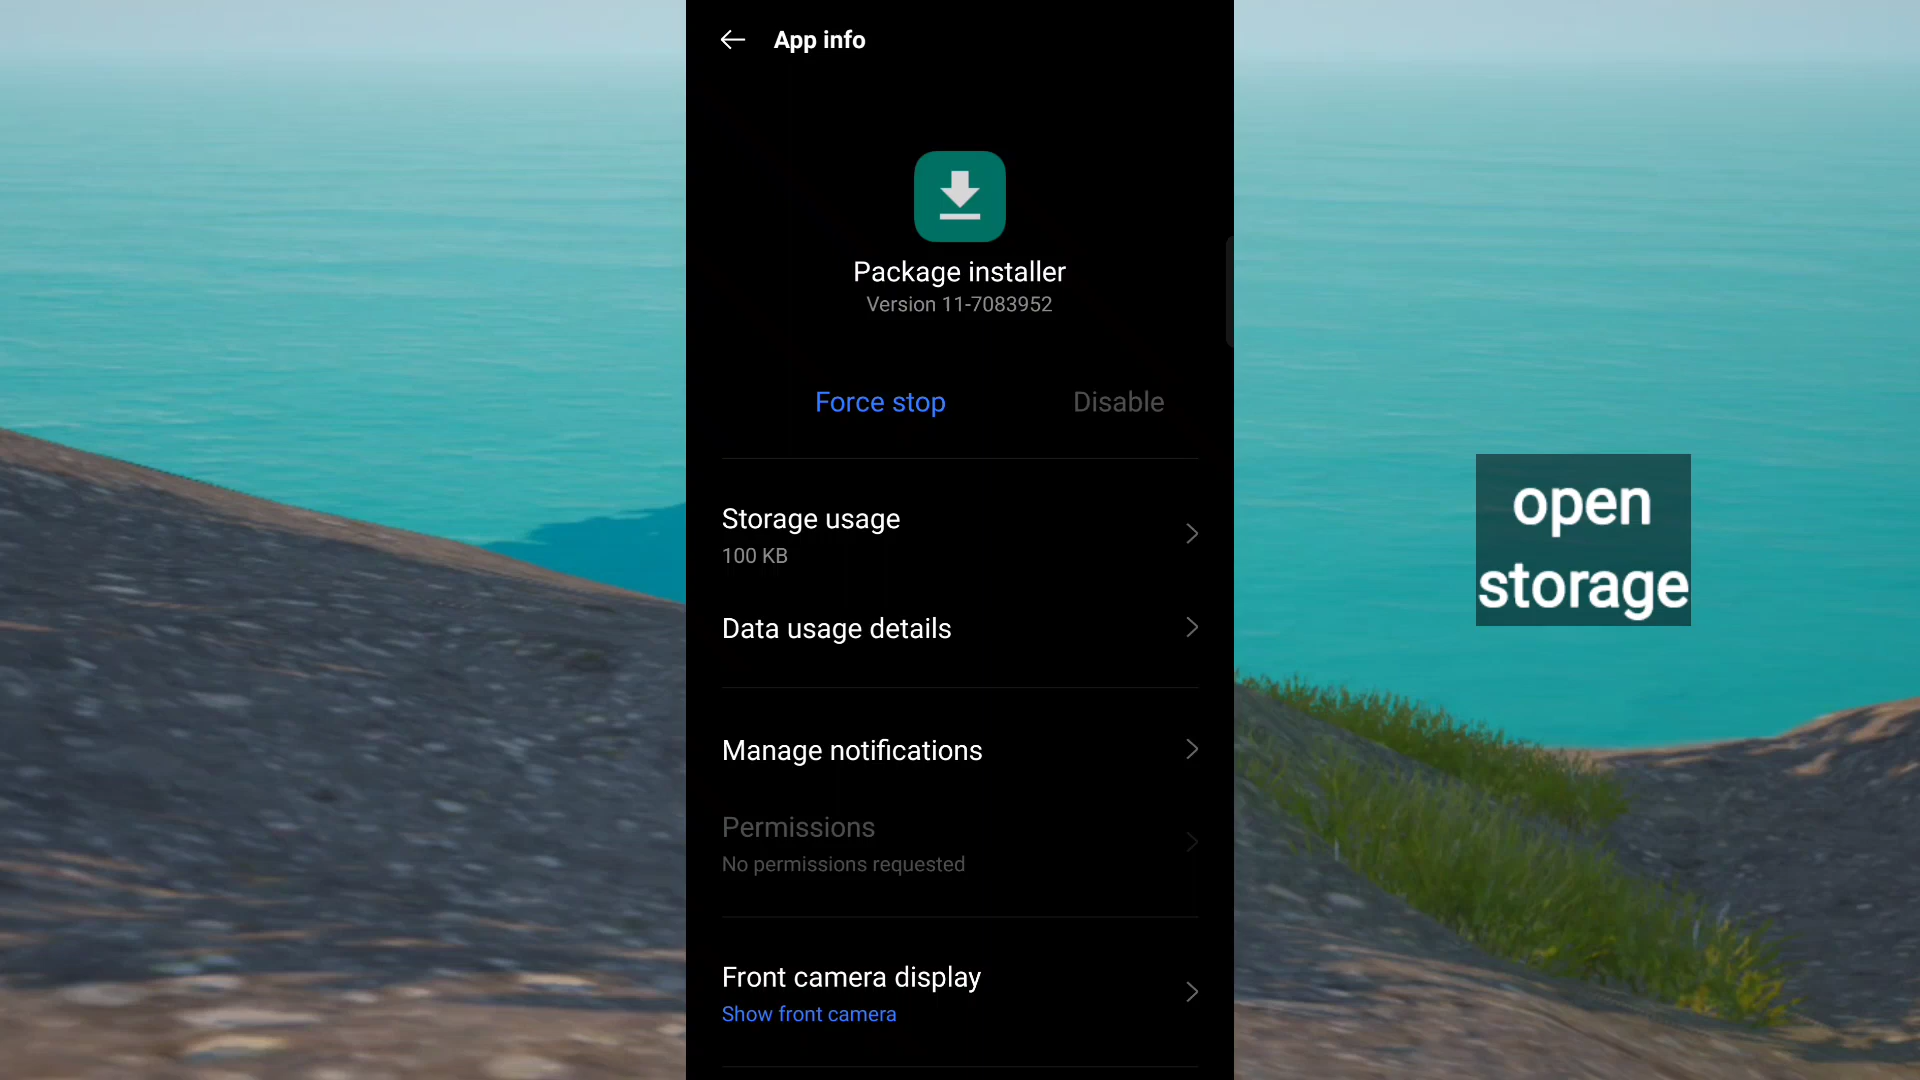 App info
Package installer
Version 11-7083952
Force stop
Disable
Storage usage
100 KB
Data usage details
Manage notifications
Permissions
No permissions requested
Front camera display
Show front camera
open
storage